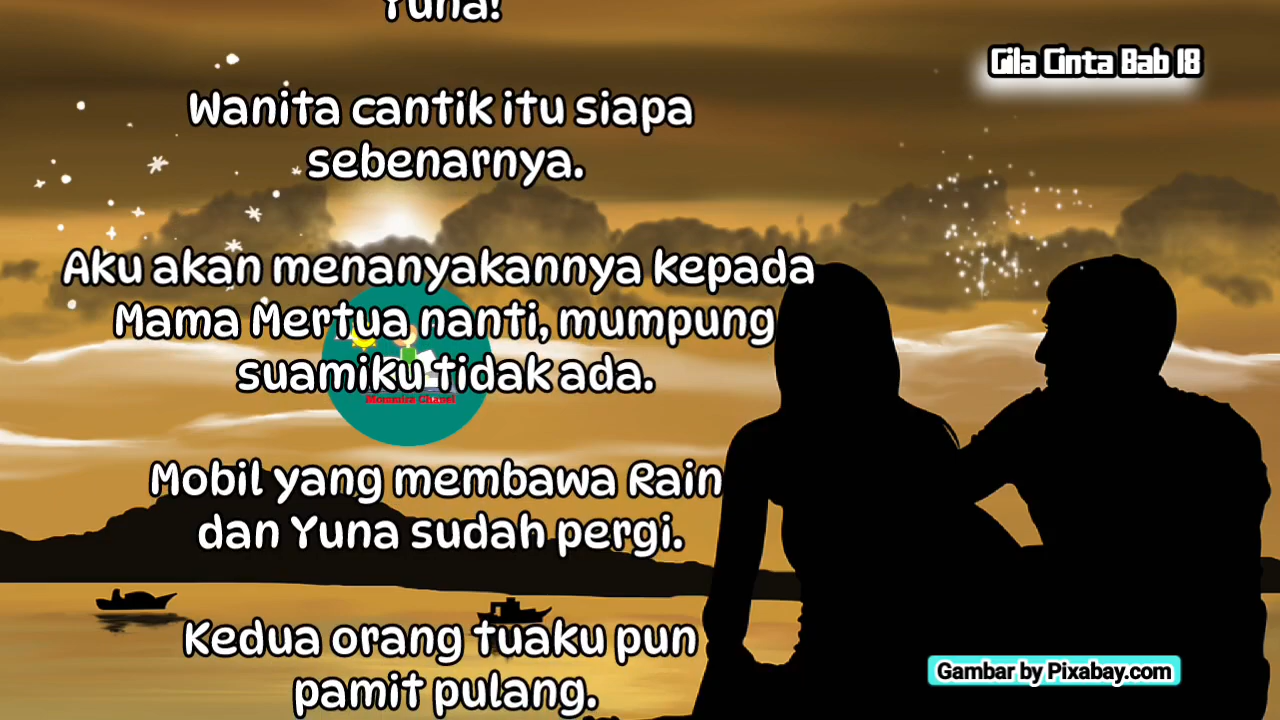 Yuna!
Gila Cinta Bab 18
Wanita cantik itu siapa
sebenarnya.
Aku akan menanyakannya kepada
Mama Mertua nanti, mumpung
suamiku tidak ada.
Mobil yang membawa Rain
dan Yuna sudah pergi.
Kedua orang tuaku pun
pamit pulang.
Gambar by Pixabay.com